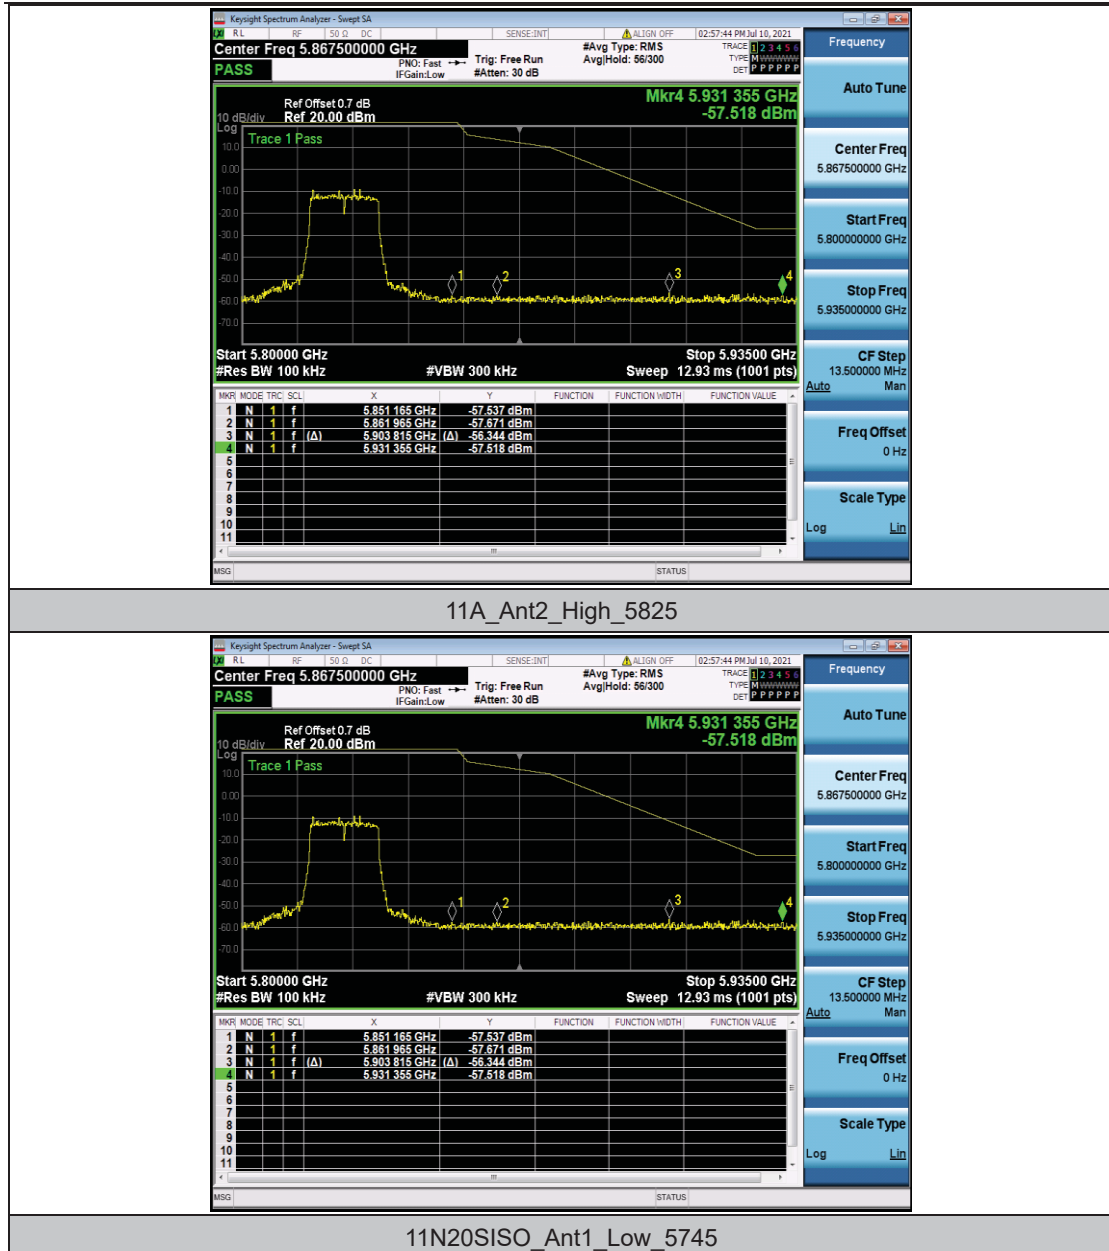 Keysight Spectrum Analyzer - Swept SA
RL RF 50 Ω DC SENSE:INT ALIGN OFF 02:57:44 PM Jul 10, 2021
Center Freq 5.867500000 GHz #Avg Type: RMS TRACE 1 2 3 4 5 6
PASS PNO: Fast Trig: Free Run Avg|Hold: 56/300 TYPE M WWWWW
IFGain:Low #Atten: 30 dB DET P P P P P P
Mkr4 5.931 355 GHz
-57.518 dBm
Ref Offset 0.7 dB
10 dB/div Ref 20.00 dBm
Log
Trace 1 Pass
10.0
0.00
-10.0
-20.0
-30.0
-40.0
-50.0
-60.0
-70.0
1 2 3 4
Start 5.80000 GHz Stop 5.93500 GHz
#Res BW 100 kHz #VBW 300 kHz Sweep 12.93 ms (1001 pts)
MKR MODE TRC SCL X Y FUNCTION FUNCTION WIDTH FUNCTION VALUE
1 N 1 f 5.851 165 GHz -57.537 dBm
2 N 1 f 5.861 965 GHz -57.671 dBm
3 N 1 f (Δ) 5.903 815 GHz (Δ) -56.344 dBm
4 N 1 f 5.931 355 GHz -57.518 dBm
5
6
7
8
9
10
11
MSG STATUS
Frequency
Auto Tune
Center Freq
5.867500000 GHz
Start Freq
5.800000000 GHz
Stop Freq
5.935000000 GHz
CF Step
13.500000 MHz
Auto Man
Freq Offset
0 Hz
Scale Type
Log Lin
11A_Ant2_High_5825
Keysight Spectrum Analyzer - Swept SA
RL RF 50 Ω DC SENSE:INT ALIGN OFF 02:57:44 PM Jul 10, 2021
Center Freq 5.867500000 GHz #Avg Type: RMS TRACE 1 2 3 4 5 6
PASS PNO: Fast Trig: Free Run Avg|Hold: 56/300 TYPE M WWWWW
IFGain:Low #Atten: 30 dB DET P P P P P P
Mkr4 5.931 355 GHz
-57.518 dBm
Ref Offset 0.7 dB
10 dB/div Ref 20.00 dBm
Log
Trace 1 Pass
10.0
0.00
-10.0
-20.0
-30.0
-40.0
-50.0
-60.0
-70.0
1 2 3 4
Start 5.80000 GHz Stop 5.93500 GHz
#Res BW 100 kHz #VBW 300 kHz Sweep 12.93 ms (1001 pts)
MKR MODE TRC SCL X Y FUNCTION FUNCTION WIDTH FUNCTION VALUE
1 N 1 f 5.851 165 GHz -57.537 dBm
2 N 1 f 5.861 965 GHz -57.671 dBm
3 N 1 f (Δ) 5.903 815 GHz (Δ) -56.344 dBm
4 N 1 f 5.931 355 GHz -57.518 dBm
5
6
7
8
9
10
11
MSG STATUS
Frequency
Auto Tune
Center Freq
5.867500000 GHz
Start Freq
5.800000000 GHz
Stop Freq
5.935000000 GHz
CF Step
13.500000 MHz
Auto Man
Freq Offset
0 Hz
Scale Type
Log Lin
11N20SISO_Ant1_Low_5745